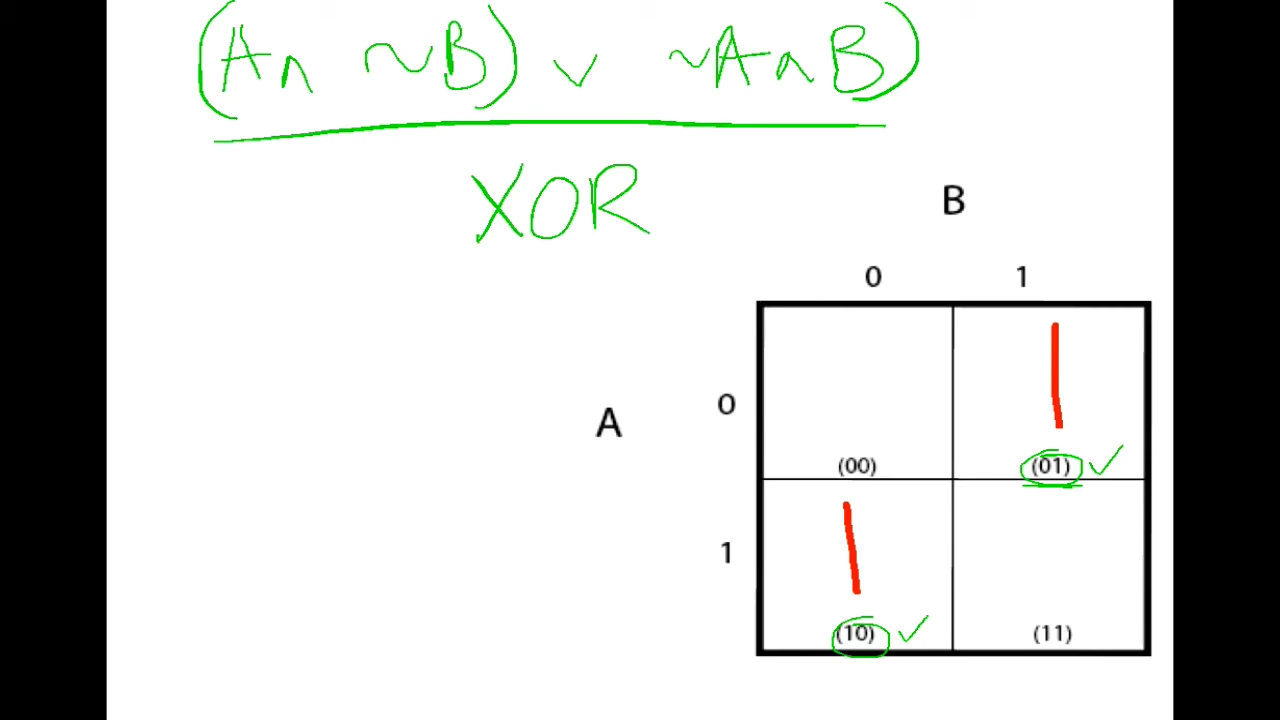 (A ∧ ~B) ∨ ~A ∧ B)
XOR
B
0 1
0
A
(00) (01)
1
(10) (11)